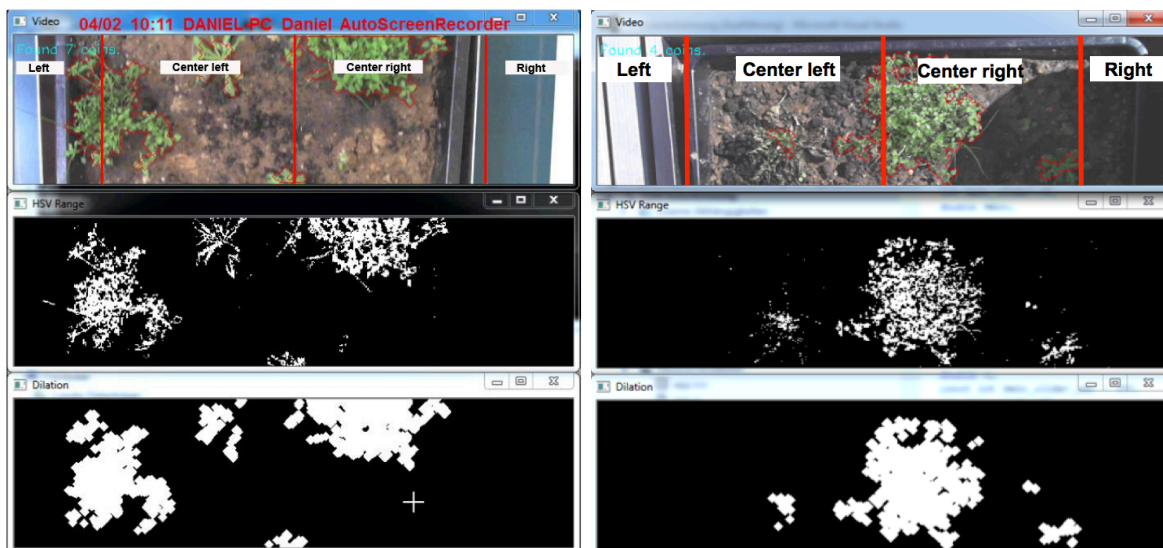 Video
04/02 10:11 DANIEL-PC Daniel AutoScreenRecorder
Found 7 coins.
Left
Center left
Center right
Right
HSV Range
Dilation
Video
Found 4 coins.
Left
Center left
Center right
Right
HSV Range
Dilation